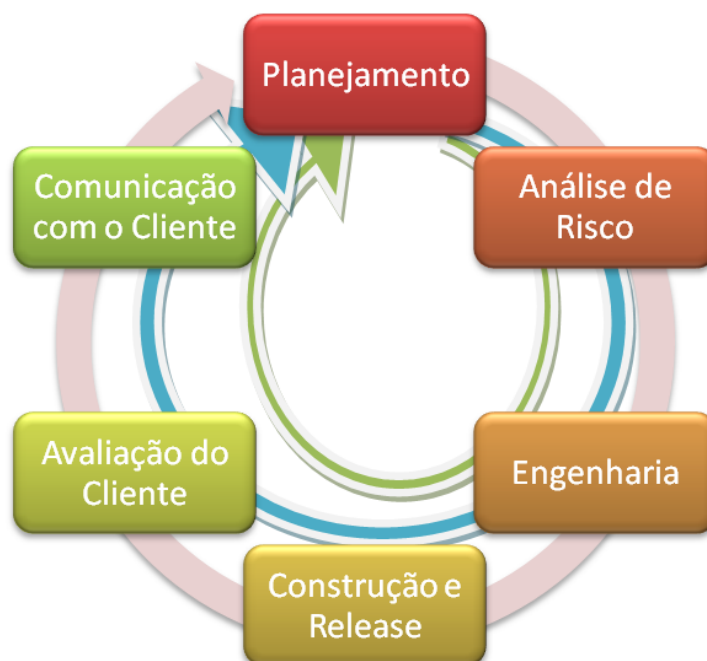 Planejamento
Análise de
Risco
Engenharia
Construção e
Release
Avaliação do
Cliente
Comunicação
com o Cliente